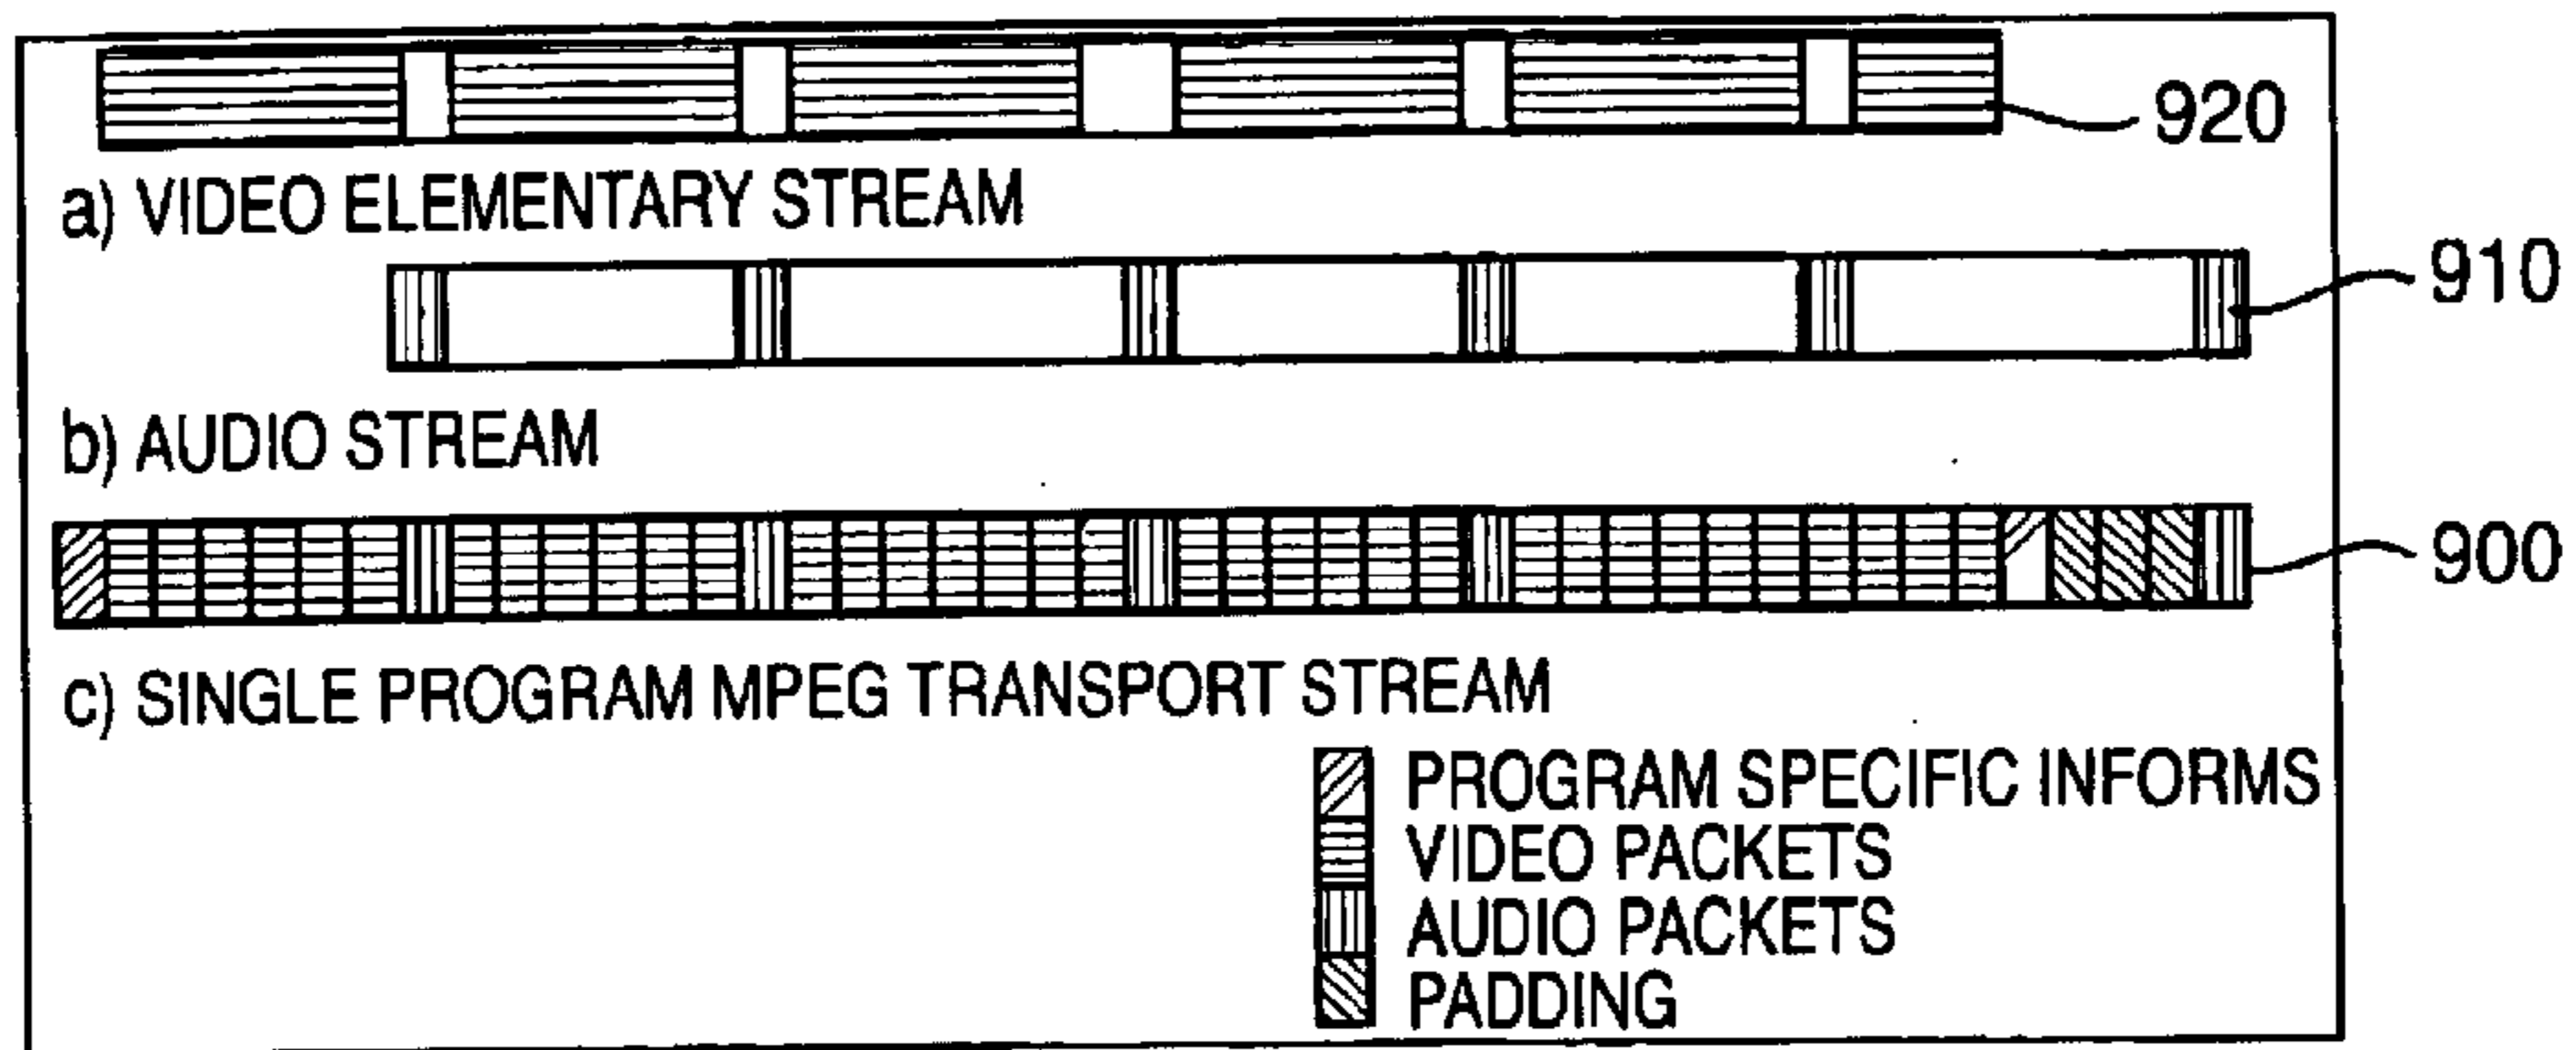 920
a) VIDEO ELEMENTARY STREAM
910
b) AUDIO STREAM
900
c) SINGLE PROGRAM MPEG TRANSPORT STREAM
PROGRAM SPECIFIC INFORMS
VIDEO PACKETS
AUDIO PACKETS
PADDING